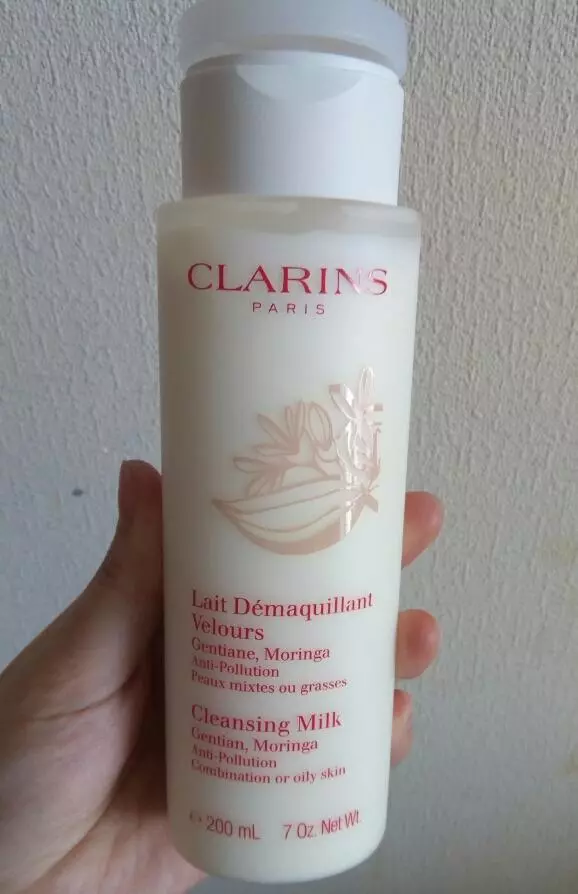 CLARINS
PARIS
Lait Démaquillant
Velours
Gentiane, Moringa
Anti-Pollution
Peaux mixtes ou grasses
Cleansing Milk
Gentian, Moringa
Anti-Pollution
Combination or oily skin
℮ 200 mL 7 Oz. Net Wt.